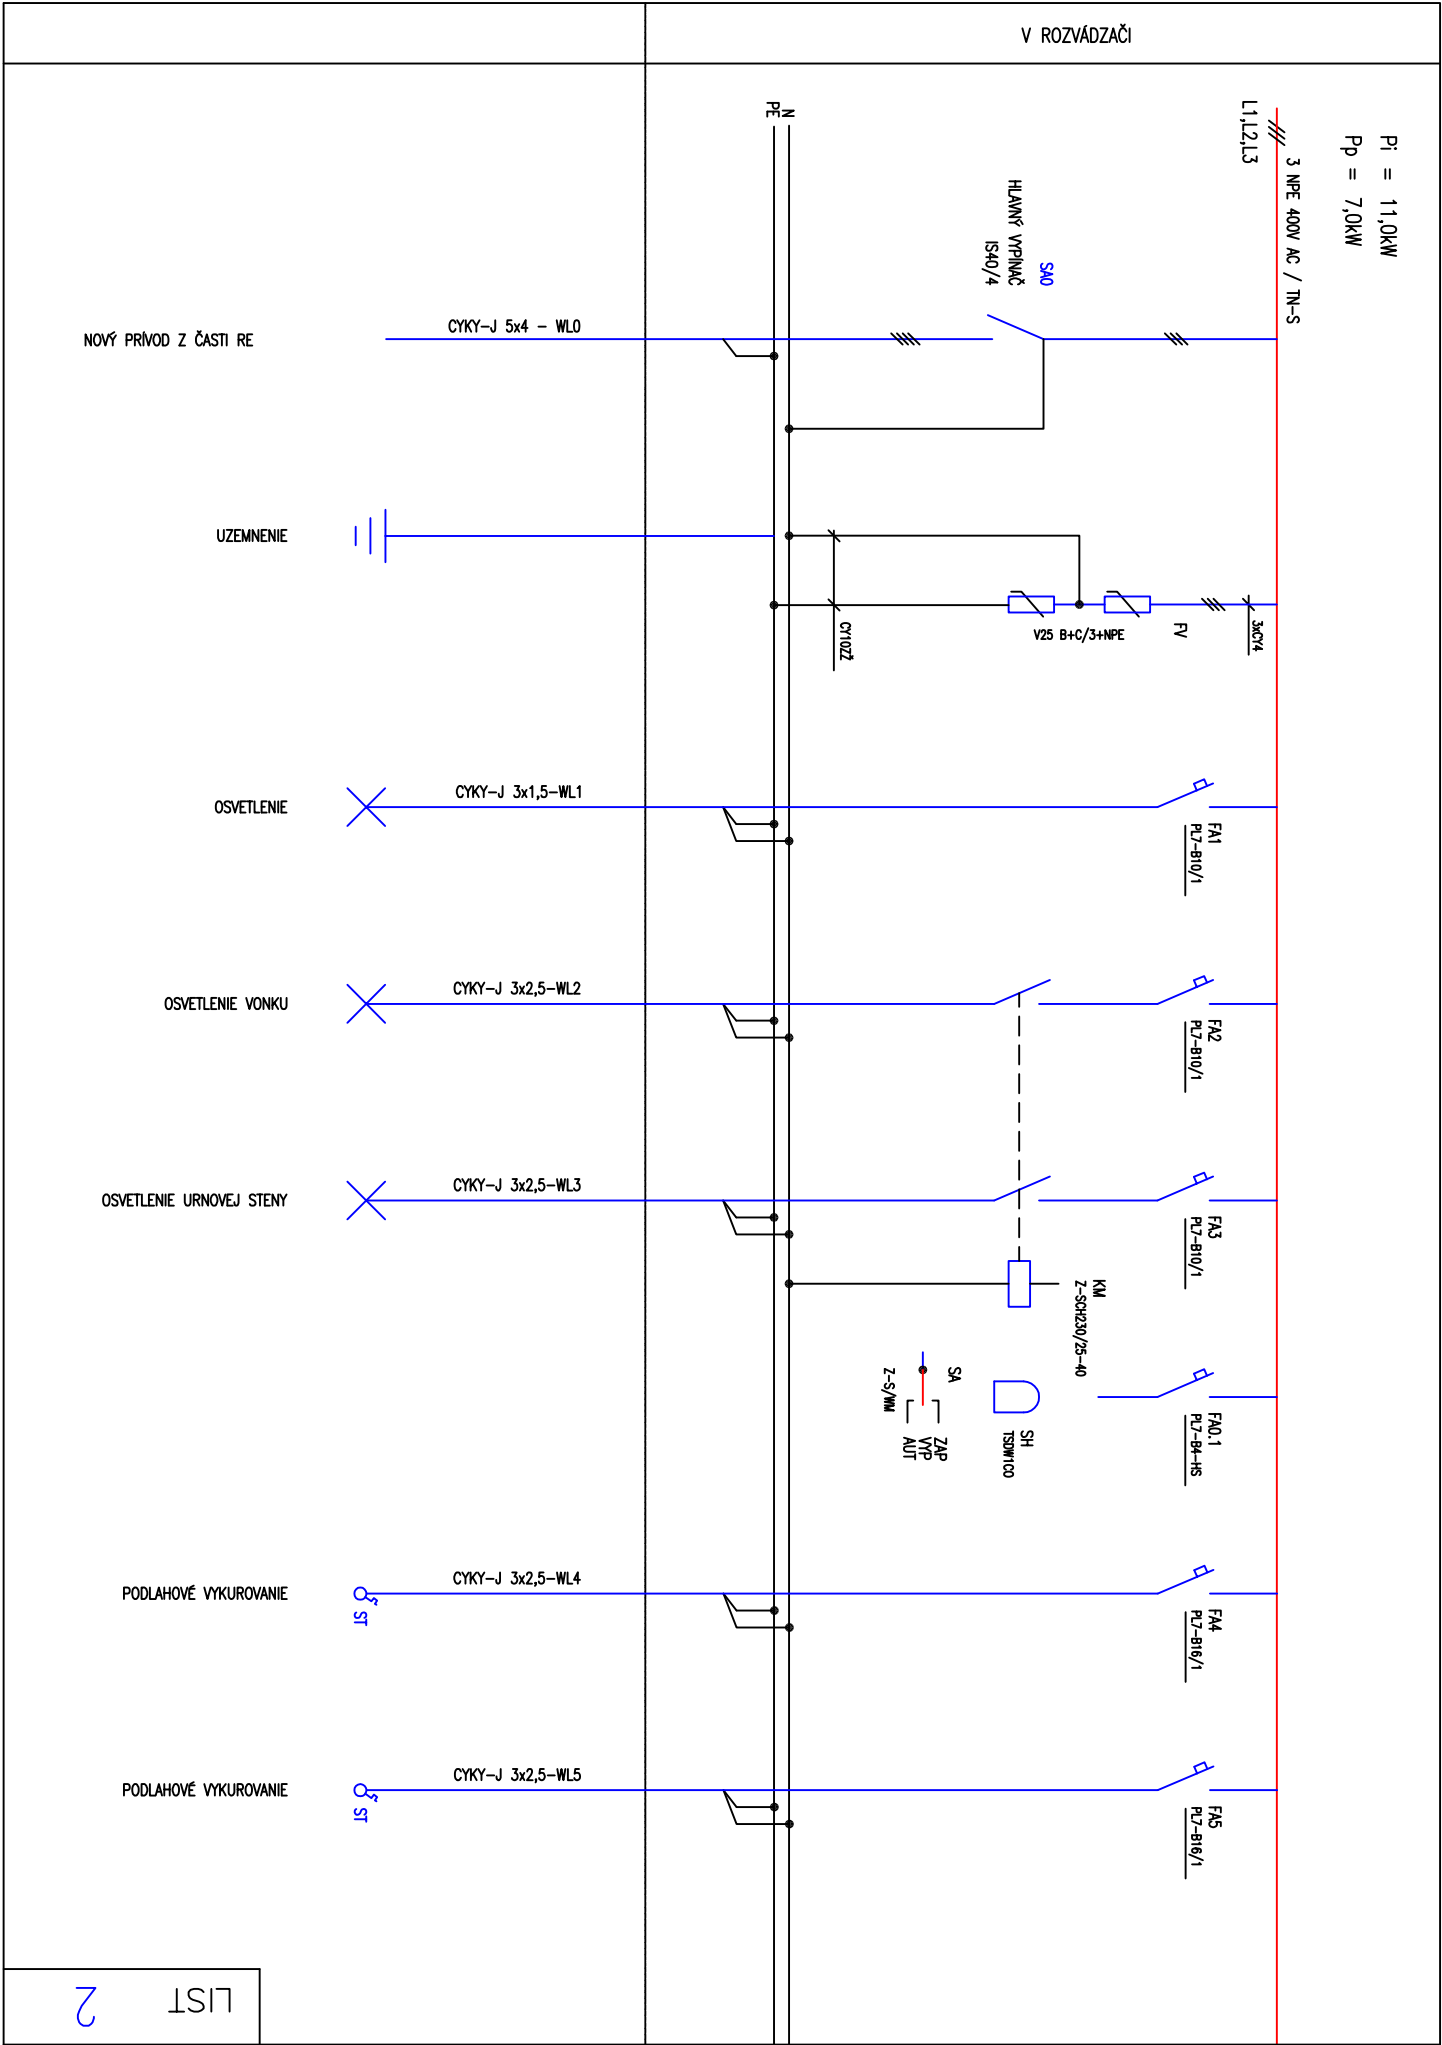 V ROZVÁDZAČI
Pi = 11,0kW
Pp = 7,0kW
3 NPE 400V AC / TN-S
L1,L2,L3
N
PE
SA0
HLAVNÝ VYPÍNAČ
IS40/4
CYKY-J 5x4 - WL0
NOVÝ PRÍVOD Z ČASTI RE
UZEMNENIE
3xCY4
FV
V25 B+C/3+NPE
CY10ZŽ
FA1
PL7-B10/1
CYKY-J 3x1,5-WL1
OSVETLENIE
FA2
PL7-B10/1
CYKY-J 3x2,5-WL2
OSVETLENIE VONKU
FA3
PL7-B10/1
CYKY-J 3x2,5-WL3
OSVETLENIE URNOVEJ STENY
KM
Z-SCH230/25-40
FA0.1
PL7-B4-HS
SH
TSDW1CO
SA
Z-S/WM
ZAP
VYP
AUT
FA4
PL7-B16/1
CYKY-J 3x2,5-WL4
PODLAHOVÉ VYKUROVANIE
ST
FA5
PL7-B16/1
CYKY-J 3x2,5-WL5
PODLAHOVÉ VYKUROVANIE
ST
LIST 2